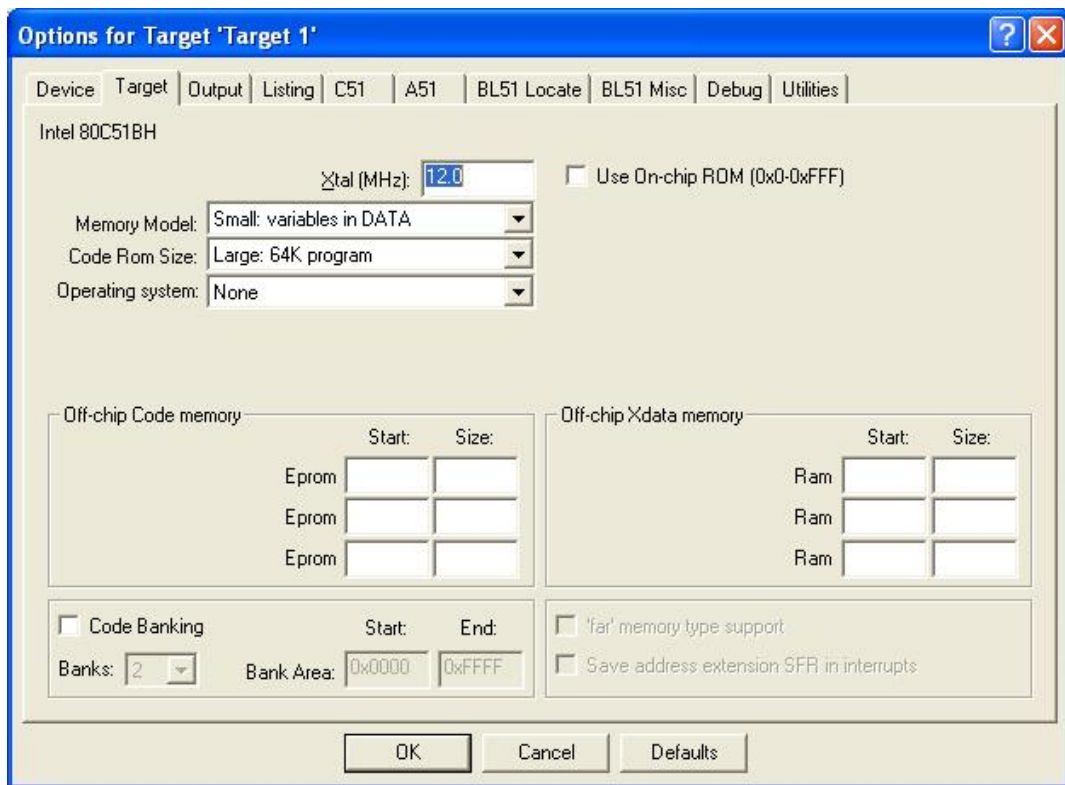 Options for Target 'Target 1'
Device Target Output Listing C51 A51 BL51 Locate BL51 Misc Debug Utilities
Intel 80C51BH
Xtal (MHz): 12.0 Use On-chip ROM (0x0-0xFFF)
Memory Model: Small: variables in DATA
Code Rom Size: Large: 64K program
Operating system: None
Off-chip Code memory
Start: Size:
Eprom
Eprom
Eprom
Off-chip Xdata memory
Start: Size:
Ram
Ram
Ram
Code Banking Start: End:
Banks: 2 Bank Area: 0x0000 0xFFFF
'far' memory type support
Save address extension SFR in interrupts
OK Cancel Defaults